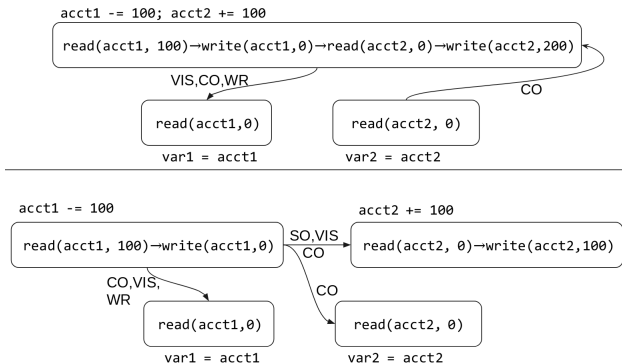 acct1 -= 100; acct2 += 100
read(acct1, 100)→write(acct1,0)→read(acct2, 0)→write(acct2,200)
VIS,CO,WR
CO
read(acct1,0)
read(acct2, 0)
var1 = acct1
var2 = acct2
acct1 -= 100
acct2 += 100
read(acct1, 100)→write(acct1,0)
SO,VIS
CO
read(acct2, 0)→write(acct2,100)
CO,VIS,
WR
CO
read(acct1,0)
read(acct2, 0)
var1 = acct1
var2 = acct2